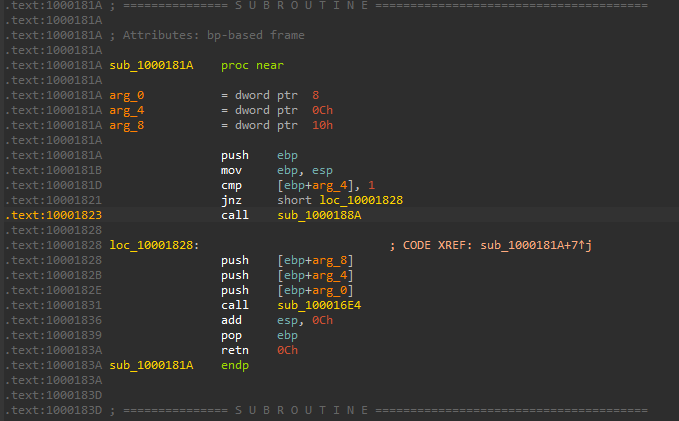 .text:1000181A ; =============== S U B R O U T I N E =======================================
.text:1000181A
.text:1000181A ; Attributes: bp-based frame
.text:1000181A
.text:1000181A sub_1000181A    proc near
.text:1000181A
.text:1000181A arg_0           = dword ptr  8
.text:1000181A arg_4           = dword ptr  0Ch
.text:1000181A arg_8           = dword ptr  10h
.text:1000181A
.text:1000181A                 push    ebp
.text:1000181B                 mov     ebp, esp
.text:1000181D                 cmp     [ebp+arg_4], 1
.text:10001821                 jnz     short loc_10001828
.text:10001823                 call    sub_1000188A
.text:10001828
.text:10001828 loc_10001828:                           ; CODE XREF: sub_1000181A+7↑j
.text:10001828                 push    [ebp+arg_8]
.text:1000182B                 push    [ebp+arg_4]
.text:1000182E                 push    [ebp+arg_0]
.text:10001831                 call    sub_100016E4
.text:10001836                 add     esp, 0Ch
.text:10001839                 pop     ebp
.text:1000183A                 retn    0Ch
.text:1000183A sub_1000181A    endp
.text:1000183A
.text:1000183D
.text:1000183D ; =============== S U B R O U T I N E =======================================